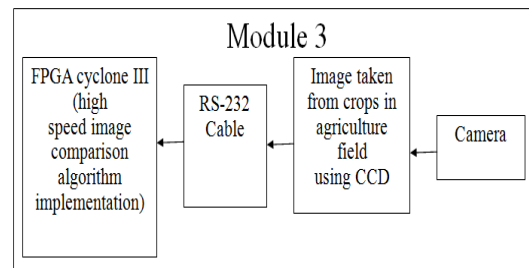 Module 3
FPGA cyclone III
(high
speed image
comparison
algorithm
implementation)
RS-232
Cable
Image taken
from crops in
agriculture
field
using CCD
Camera